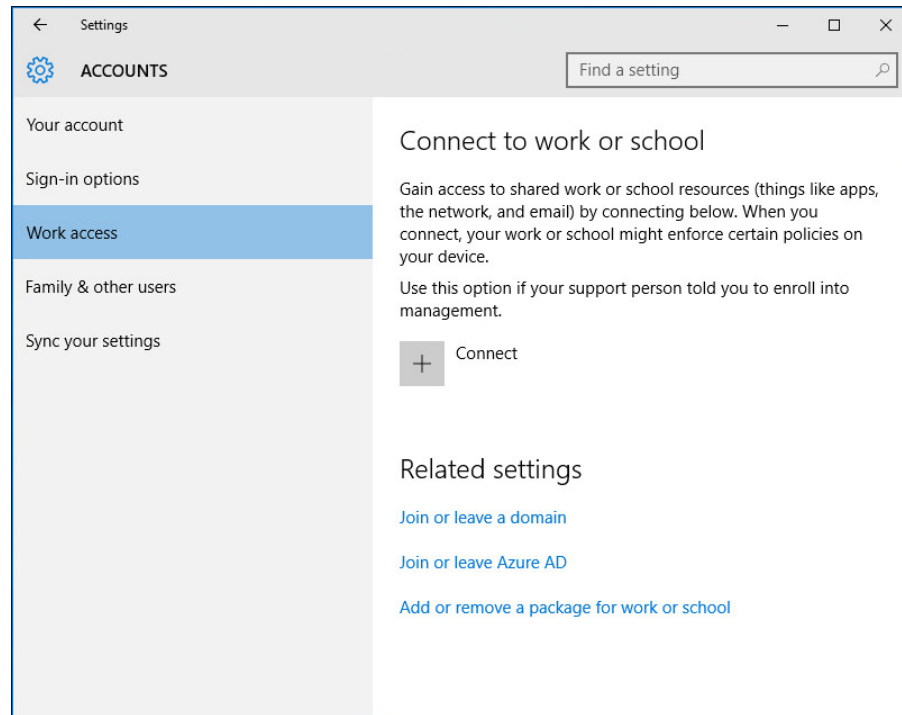 Settings
ACCOUNTS
Find a setting
Your account
Sign-in options
Work access
Family & other users
Sync your settings
Connect to work or school
Gain access to shared work or school resources (things like apps,
the network, and email) by connecting below. When you
connect, your work or school might enforce certain policies on
your device.
Use this option if your support person told you to enroll into
management.
Connect
Related settings
Join or leave a domain
Join or leave Azure AD
Add or remove a package for work or school